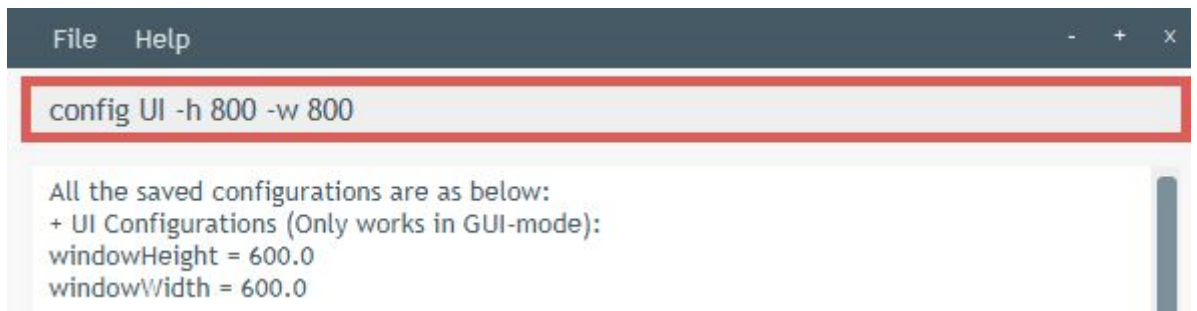 File Help - + x
config UI -h 800 -w 800
All the saved configurations are as below:
+ UI Configurations (Only works in GUI-mode):
windowHeight = 600.0
windowWidth = 600.0